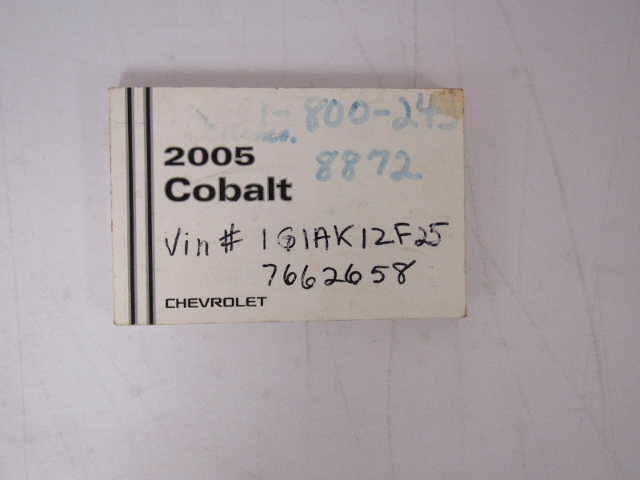 1-800-243
8872
2005
Cobalt
Vin# 1G1AK12F25
7662658
CHEVROLET